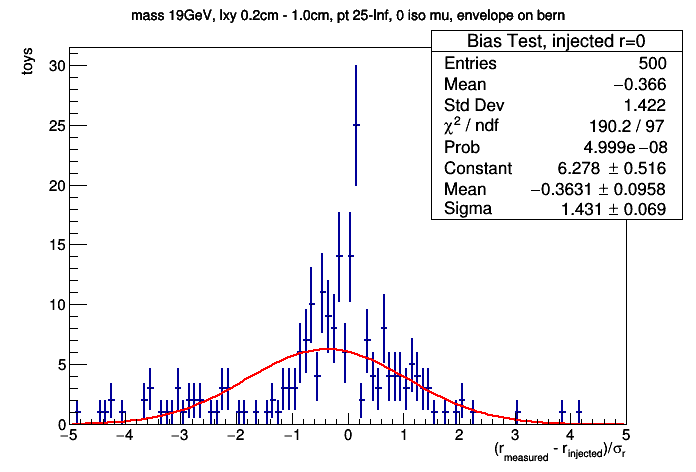 mass 19GeV, lxy 0.2cm - 1.0cm, pt 25-Inf, 0 iso mu, envelope on bern
Bias Test, injected r=0
Entries 500
Mean −0.366
Std Dev 1.422
χ² / ndf 190.2 / 97
Prob 4.999e−08
Constant 6.278 ± 0.516
Mean −0.3631 ± 0.0958
Sigma 1.431 ± 0.069
toys
30
25
20
15
10
5
0
−5 −4 −3 −2 −1 0 1 2 3 4 5
(r_measured - r_injected)/σ_r